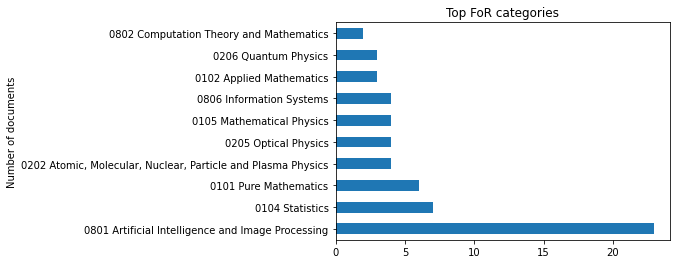 Top FoR categories
0802 Computation Theory and Mathematics
0206 Quantum Physics
0102 Applied Mathematics
0806 Information Systems
0105 Mathematical Physics
0205 Optical Physics
0202 Atomic, Molecular, Nuclear, Particle and Plasma Physics
0101 Pure Mathematics
0104 Statistics
0801 Artificial Intelligence and Image Processing
Number of documents
0 5 10 15 20